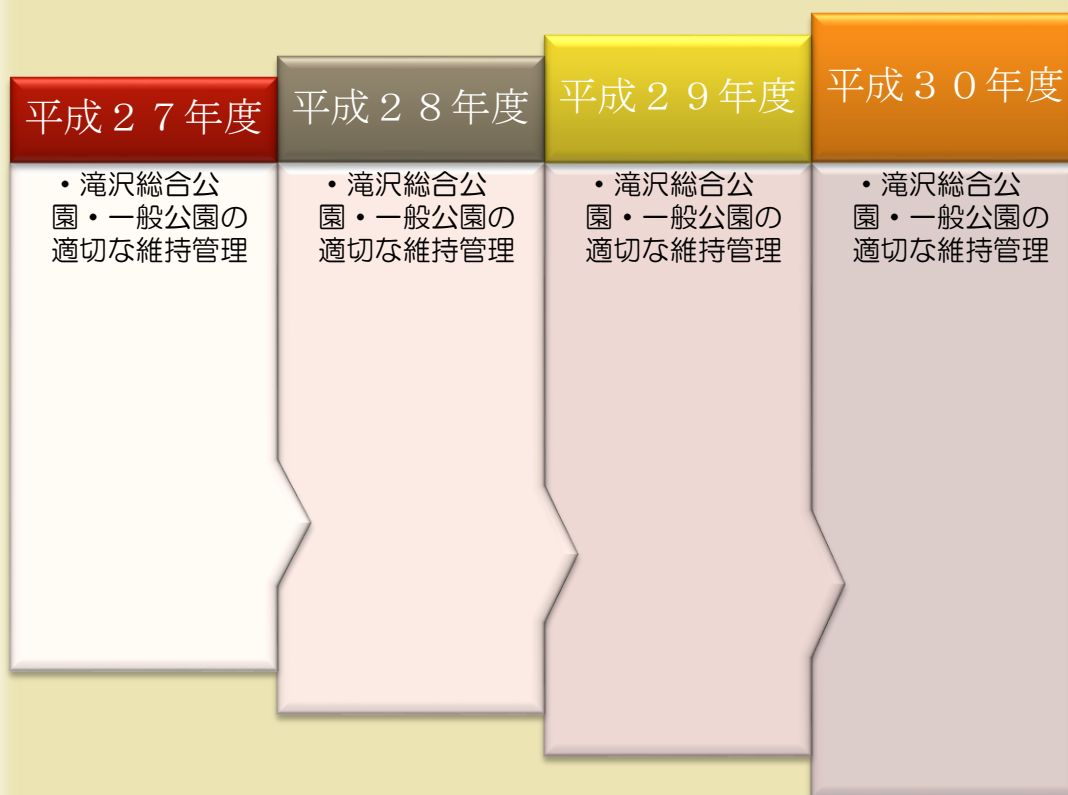 平成２７年度
・滝沢総合公
園・一般公園の
適切な維持管理
平成２８年度
・滝沢総合公
園・一般公園の
適切な維持管理
平成２９年度
・滝沢総合公
園・一般公園の
適切な維持管理
平成３０年度
・滝沢総合公
園・一般公園の
適切な維持管理